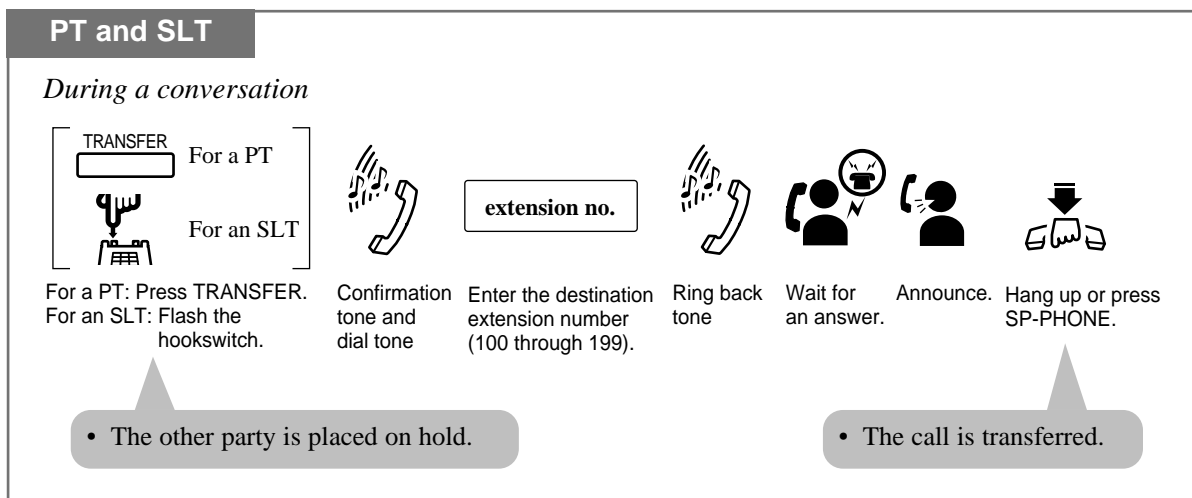 PT and SLT
During a conversation
TRANSFER
For a PT
For an SLT
extension no.
For a PT: Press TRANSFER.
For an SLT: Flash the
hookswitch.
Confirmation
tone and
dial tone
Enter the destination
extension number
(100 through 199).
Ring back
tone
Wait for
an answer.
Announce.
Hang up or press
SP-PHONE.
• The other party is placed on hold.
• The call is transferred.